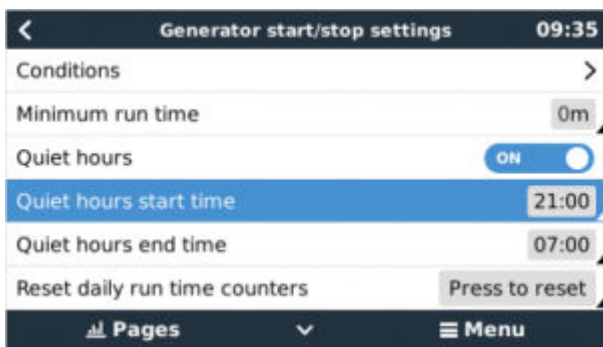 Generator start/stop settings 09:35
Conditions
Minimum run time 0m
Quiet hours ON
Quiet hours start time 21:00
Quiet hours end time 07:00
Reset daily run time counters Press to reset
Pages Menu